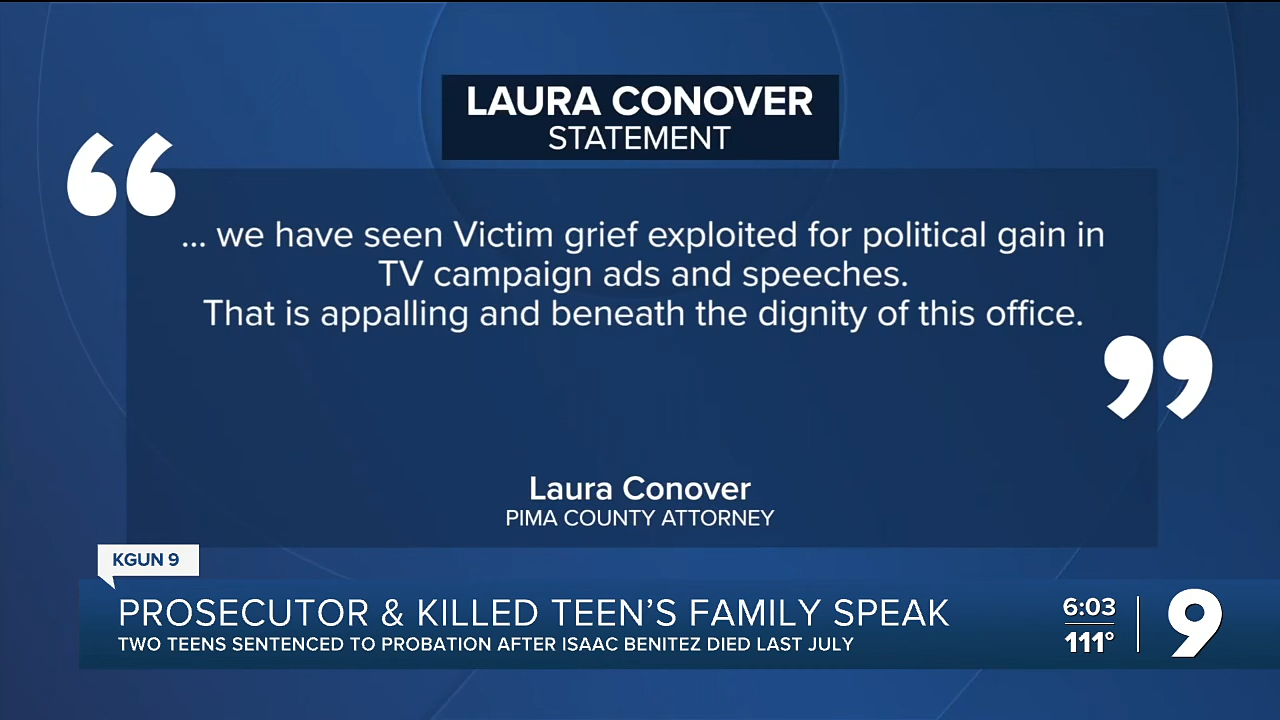 LAURA CONOVER
STATEMENT
“
... we have seen Victim grief exploited for political gain in
TV campaign ads and speeches.
That is appalling and beneath the dignity of this office.
”
Laura Conover
PIMA COUNTY ATTORNEY
KGUN 9
PROSECUTOR & KILLED TEEN'S FAMILY SPEAK
TWO TEENS SENTENCED TO PROBATION AFTER ISAAC BENITEZ DIED LAST JULY
6:03
111°
9